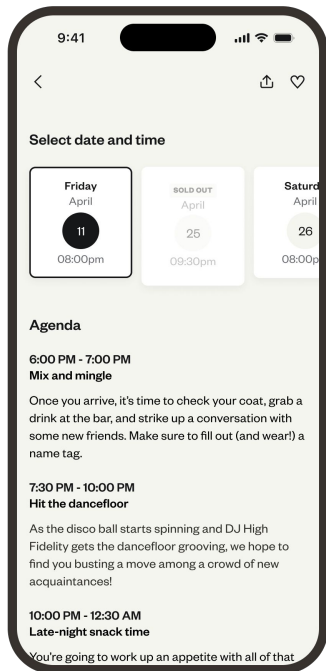 9:41
Select date and time
Friday
April
11
08:00pm
SOLD OUT
April
25
09:30pm
Saturd
April
26
08:00p
Agenda
6:00 PM - 7:00 PM
Mix and mingle
Once you arrive, it's time to check your coat, grab a
drink at the bar, and strike up a conversation with
some new friends. Make sure to fill out (and wear!) a
name tag.
7:30 PM - 10:00 PM
Hit the dancefloor
As the disco ball starts spinning and DJ High
Fidelity gets the dancefloor grooving, we hope to
find you busting a move among a crowd of new
acquaintances!
10:00 PM - 12:30 AM
Late-night snack time
You're going to work up an appetite with all of that